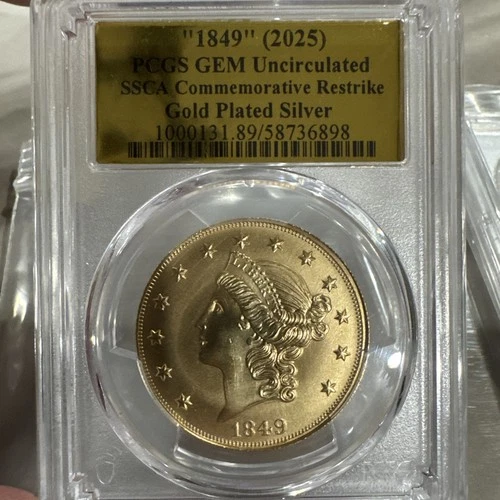 "1849" (2025)
PCGS GEM Uncirculated
SSCA Commemorative Restrike
Gold Plated Silver
1000131.89/58736898
1849